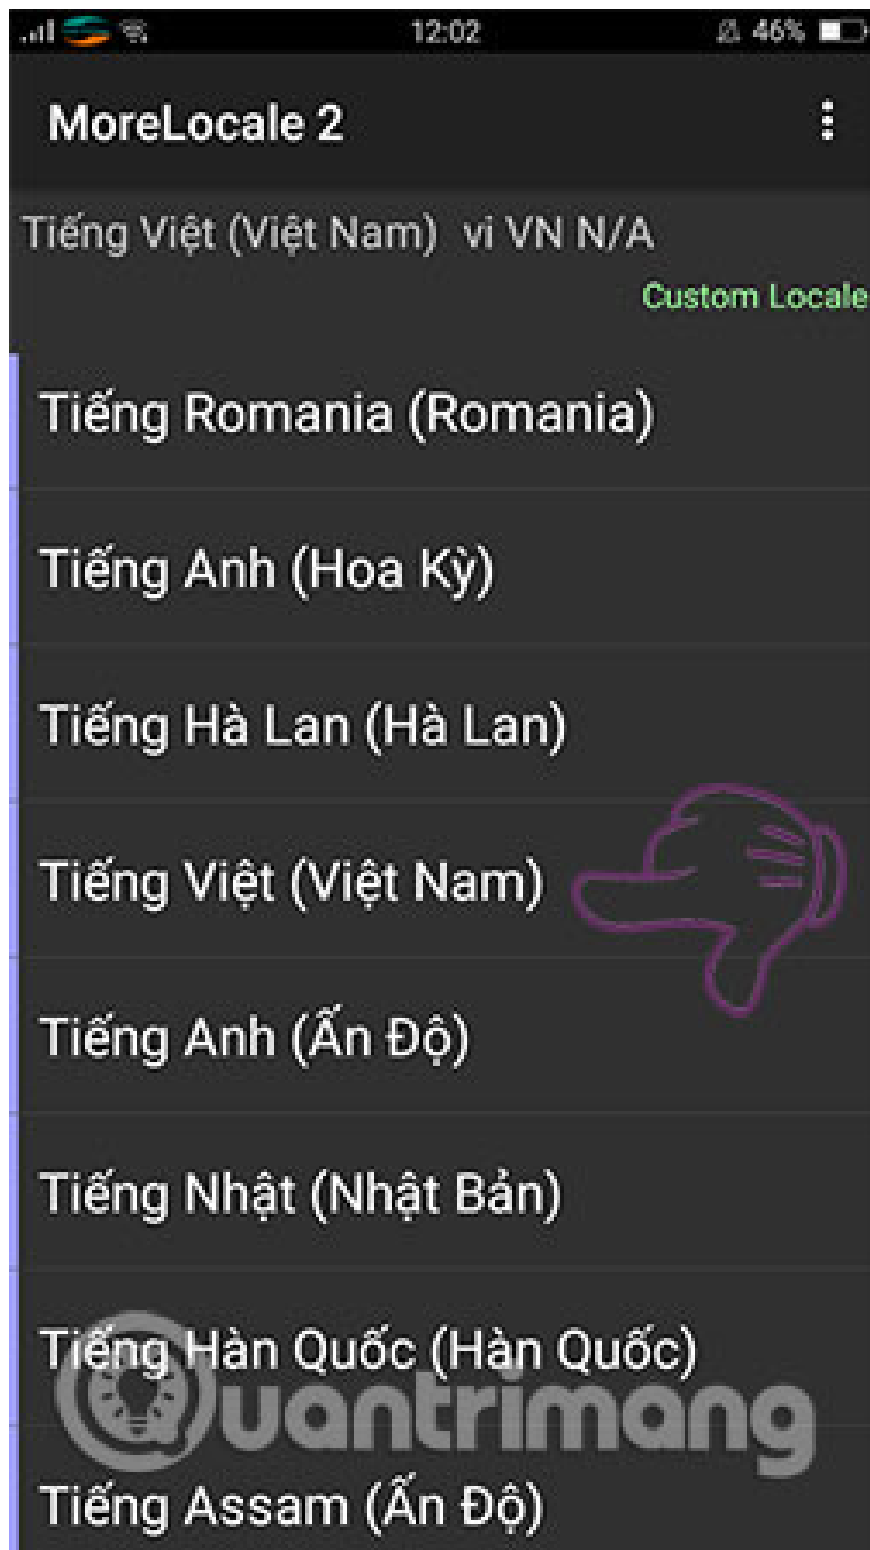 12:02
46%
MoreLocale 2
Tiếng Việt (Việt Nam) vi VN N/A
Custom Locale
Tiếng Romania (Romania)
Tiếng Anh (Hoa Kỳ)
Tiếng Hà Lan (Hà Lan)
Tiếng Việt (Việt Nam)
Tiếng Anh (Ấn Độ)
Tiếng Nhật (Nhật Bản)
Tiếng Hàn Quốc (Hàn Quốc)
Quantrimang
Tiếng Assam (Ấn Độ)